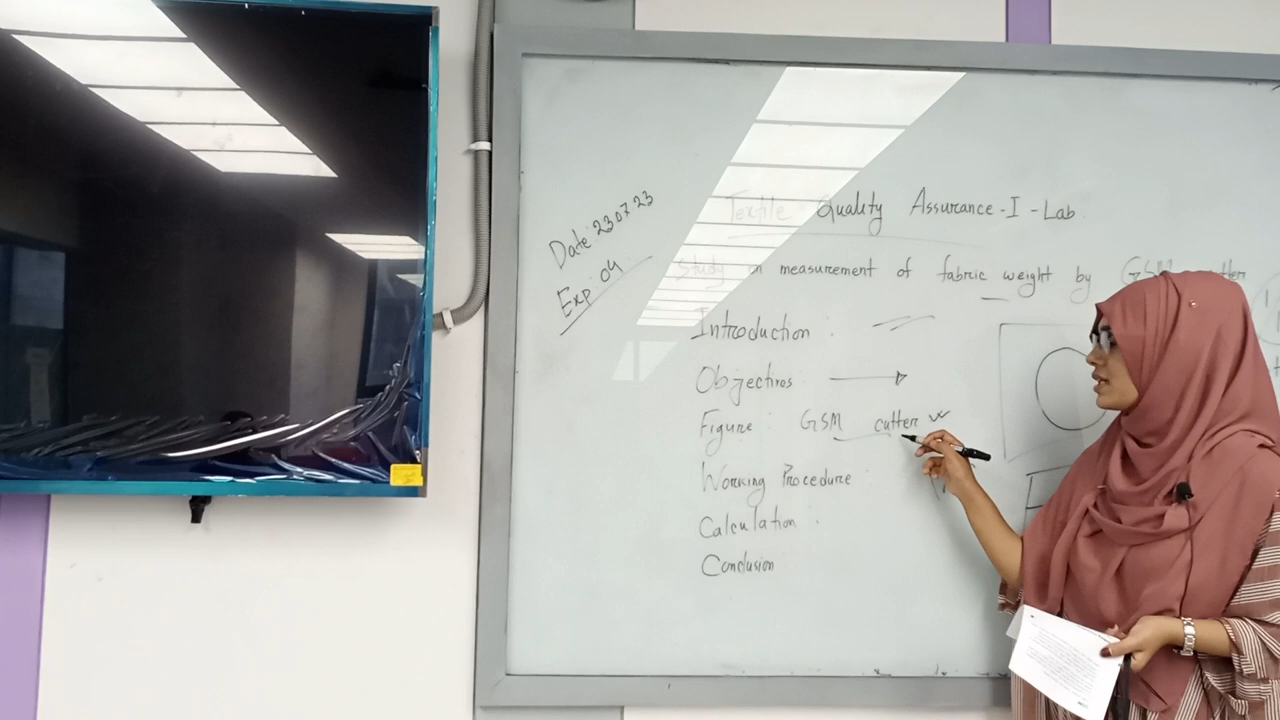 Date: 23 07 23
Exp: 04
Textile Quality Assurance-I-Lab
Study on measurement of fabric weight by GSM cutter
Introduction :
Objectives
Figure : GSM cutter
Working Procedure
Calculation :
Conclusion